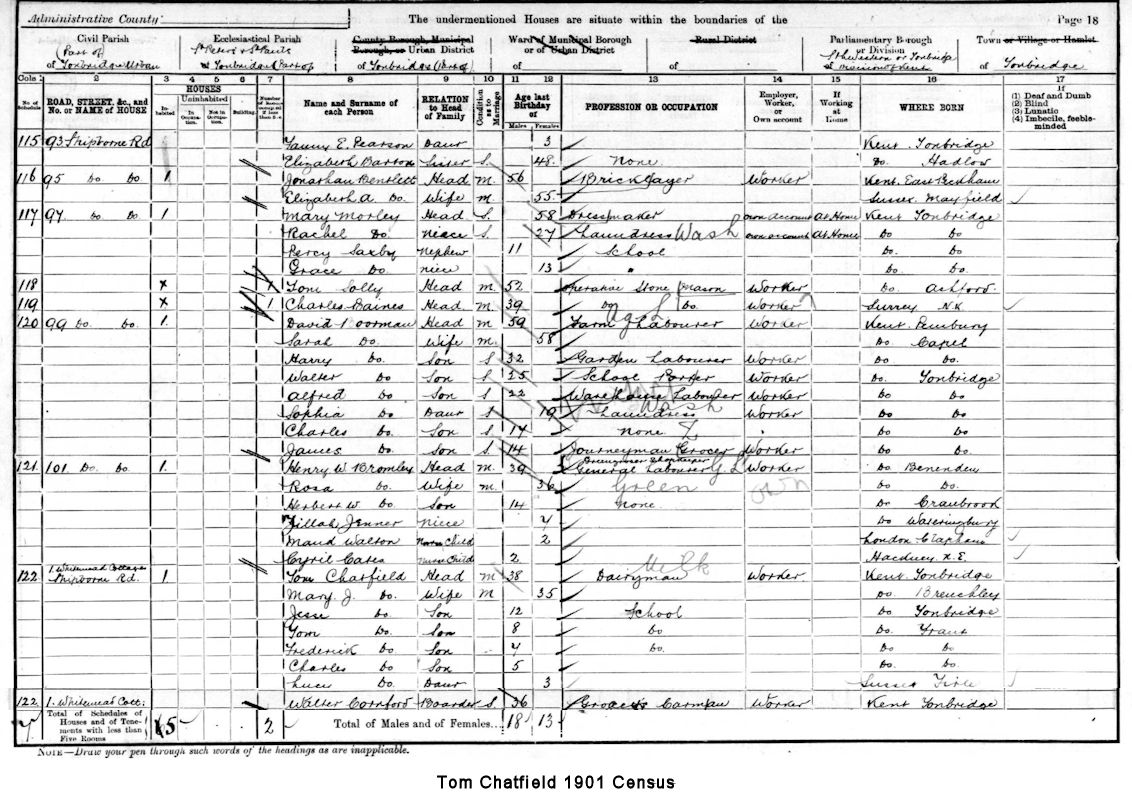 Administrative County The undermentioned Houses are situate within the boundaries of the Page 18
Civil Parish Ecclesiastical Parish County Borough, Municipal Borough, or Urban District Ward of Municipal Borough or of Urban District Rural District Parliamentary Borough or Division Town or Village or Hamlet
Part of St Peter & St Pauls
of Tonbridge Urban of Tonbridge Part of of Tonbridge (Part of) of of of Tonbridge
Cols 1 2 3 4 5 6 7 8 9 10 11 12 13 14 15 16 17
No. of Schedule ROAD, STREET, &c., and No. or NAME of HOUSE HOUSES Inhabited Uninhabited In Occupation. Not in Occupation. Building Number of Rooms occupied if less than five Name and Surname of each Person RELATION to Head of Family Condition as to Marriage Age last Birthday of Males Females PROFESSION OR OCCUPATION Employer, Worker, or Own account If Working at Home WHERE BORN If (1) Deaf and Dumb (2) Blind (3) Lunatic (4) Imbecile, feeble-minded
115 93 Shipborne Rd Fanny E. Pearson Daur 3 Kent Tonbridge
Elizabeth Barton Sister S. 48 None Do. Hadlow
116 95 Do Do. 1 Jonathan Bentlett Head M. 56 Bricklayer Worker Kent. East Peckham
Elizabeth A Do. Wife M 55 Sussex Mayfield
117 97 Do Do 1 Mary Morley Head S. 58 Dressmaker own account At Home Kent Tonbridge
Rachel Do. Niece S. 27 Laundress Wash own account At Home Do Do
Percy Saxby Nephew 11 School Do. Do
Grace Do. Niece 13 " Do. Do.
118 x 1 Tom Solly Head M. 52 Operative Stone Mason Worker Do. Ashford.
119 x 1 Charles Baines Head M. 39 Do Do. Worker Surrey N.K
120 99 Do. Do. 1. David Head M 59 Farm Labourer Ag L Worker Kent. Pembury
Sarah Do. Wife M. 58 Do Capel
Harry Do. Son S 32 Garden Labourer Worker Do Do.
Walter Do Son S 25 School Porter Worker Do. Tonbridge
Alfred Do Son S 22 Warehouse Labourer Worker Do Do
Sophia Do Daur S 19 Laundress Wash Worker Do Do
Charles Do Son S 17 None Do Do
James Do. Son S 14 Journeyman Grocer Worker Do Do
121 101 Do. Do. 1. Henry W Bromley Head M. 39 Greengrocer Shopkeeper General Labourer G L Worker Do Benenden
Rosa Do. Wife M. 36 Green own Do Do.
Herbert W Do. Son 14 None Do Cranbrook
Zillah Jenner Niece 7 Do Wateringbury
Maud Walton Nurse Child 2 London Clapham
Cyril Cates Nurse Child 2 Hackney N.E.
122 1. Whitemead Cottages Shipborne Rd. 1 Tom Chatfield Head M 38 Dairyman Milk Worker Kent. Tonbridge
Mary J. Do. Wife M 35 Do. Brenchley
Jesse Do Son 12 School Do Tonbridge
Tom Do. Son 8 Do Do. Frant
Frederick Do Son 7 Do. Do Do
Charles Do Son 5 Do. Do.
Lucy Do. Daur 3 Sussex Firle
122 1. Whitemead Cott: Walter Cornford Boarder S 36 Grocers Carman Worker Kent Tonbridge
7 Total of Schedules of Houses and of Tenements with less than Five Rooms 5 2 Total of Males and of Females... 18 13
NOTE—Draw your pen through such words of the headings as are inapplicable.
Tom Chatfield 1901 Census